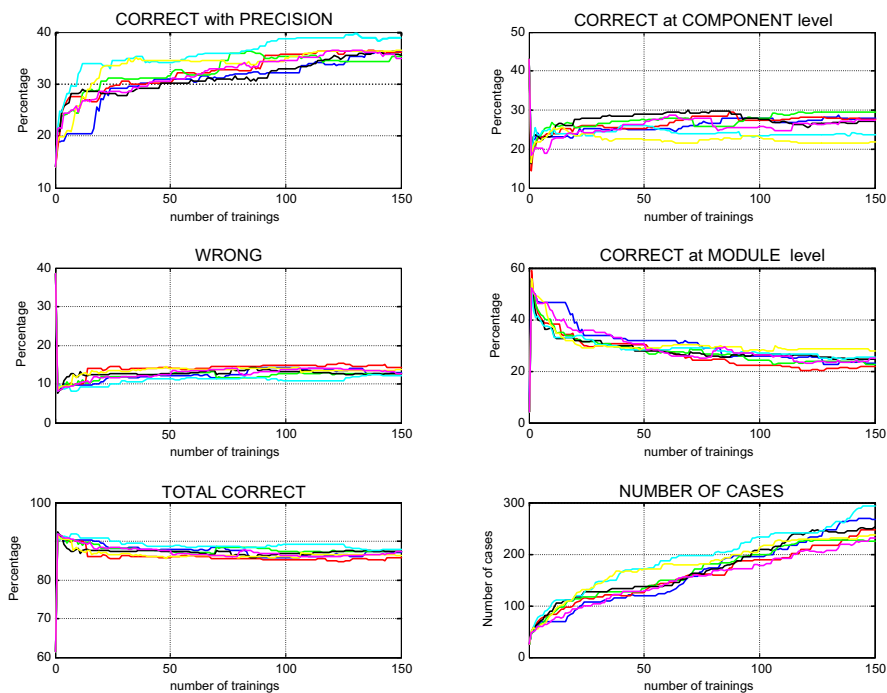 CORRECT with PRECISION
40
30
20
10
0
50
100
150
Percentage
number of trainings
CORRECT at COMPONENT level
50
40
30
20
10
0
50
100
150
Percentage
number of trainings
WRONG
40
30
20
10
0
0
50
100
150
Percentage
number of trainings
CORRECT at MODULE level
60
40
20
0
0
50
100
150
Percentage
number of trainings
TOTAL CORRECT
100
90
80
70
60
0
50
100
150
Percentage
number of trainings
NUMBER OF CASES
300
200
100
0
0
50
100
150
Number of cases
number of trainings